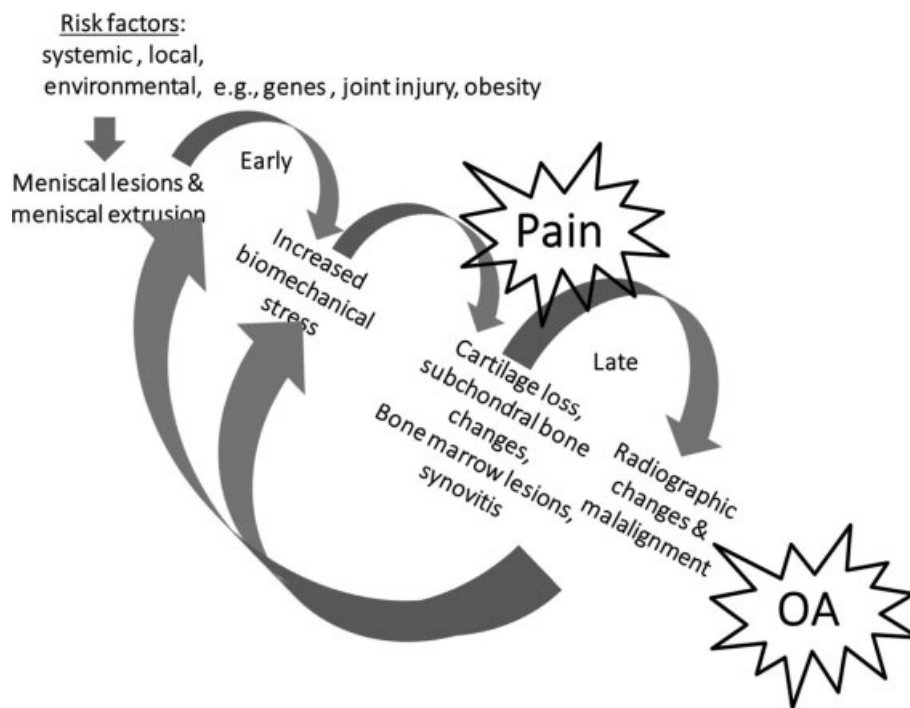 Risk factors:
systemic , local,
environmental, e.g., genes , joint injury, obesity
Meniscal lesions &
meniscal extrusion
Early
Increased
biomechanical
stress
Pain
Cartilage loss,
subchondral bone
changes,
Bone marrow lesions,
synovitis
Late
Radiographic
changes &
malalignment
OA